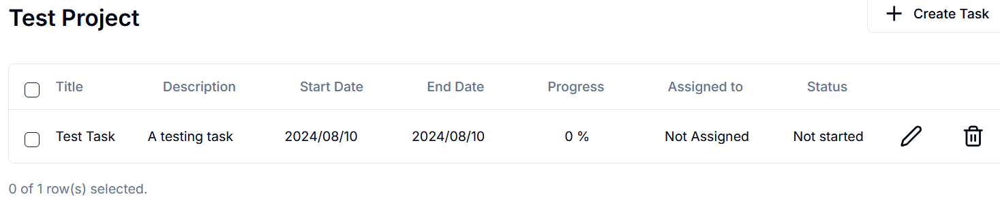 Test Project
Create Task
Title Description Start Date End Date Progress Assigned to Status
Test Task A testing task 2024/08/10 2024/08/10 0 % Not Assigned Not started
0 of 1 row(s) selected.